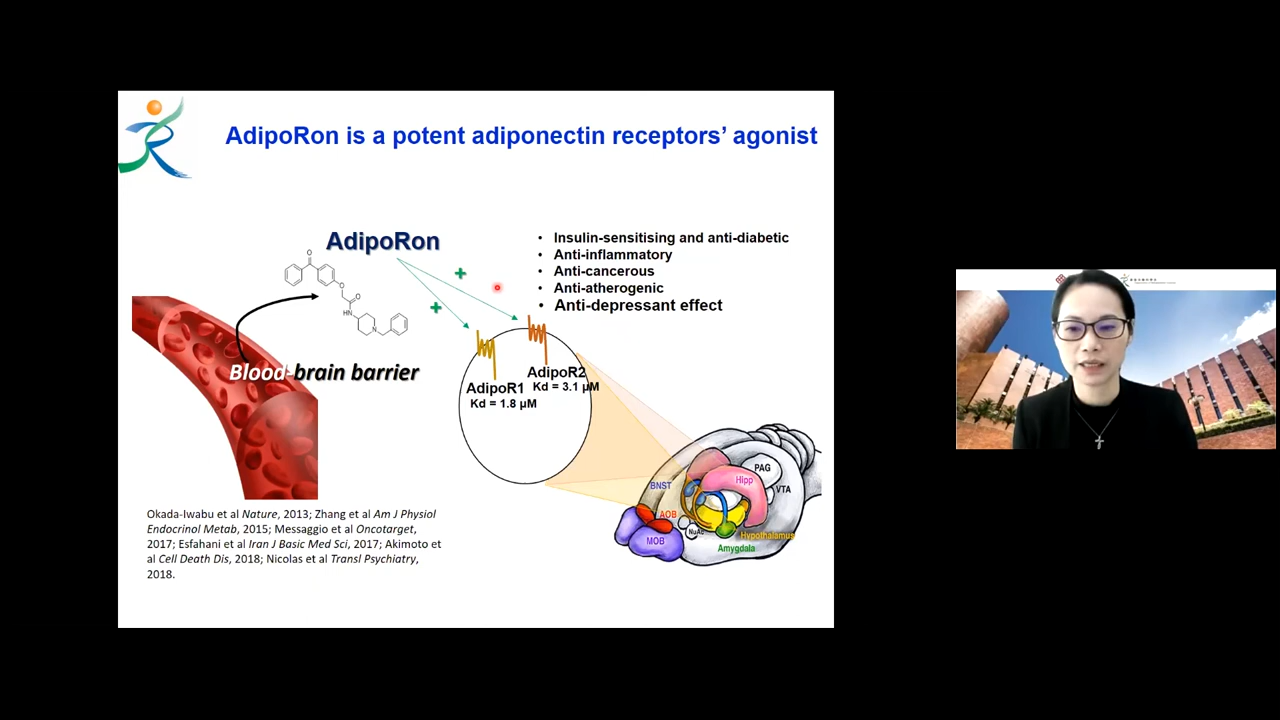 AdipoRon is a potent adiponectin receptors' agonist
AdipoRon
O
O
O
HN
N
Blood-brain barrier
• Insulin-sensitising and anti-diabetic
• Anti-inflammatory
• Anti-cancerous
• Anti-atherogenic
• Anti-depressant effect
AdipoR1
Kd = 1.8 µM
AdipoR2
Kd = 3.1 µM
PAG
Hipp
VTA
BNST
AOB
NuAc
MOB
Hypothalamus
Amygdala
Okada-Iwabu et al Nature, 2013; Zhang et al Am J Physiol
Endocrinol Metab, 2015; Messaggio et al Oncotarget,
2017; Esfahani et al Iran J Basic Med Sci, 2017; Akimoto et
al Cell Death Dis, 2018; Nicolas et al Transl Psychiatry,
2018.